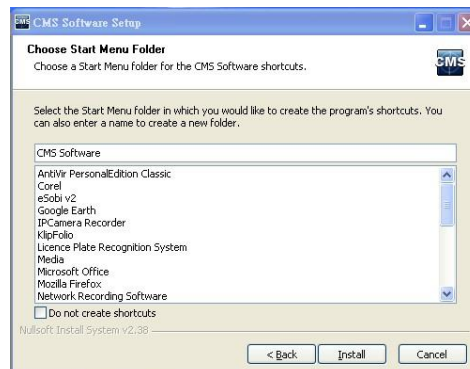 CMS CMS Software Setup
Choose Start Menu Folder
Choose a Start Menu folder for the CMS Software shortcuts.
CMS
Select the Start Menu folder in which you would like to create the program's shortcuts. You
can also enter a name to create a new folder.
CMS Software
AntiVir PersonalEdition Classic
Corel
eSobi v2
Google Earth
IPCamera Recorder
KlipFolio
Licence Plate Recognition System
Media
Microsoft Office
Mozilla Firefox
Network Recording Software
Do not create shortcuts
Nullsoft Install System v2.38
< Back Install Cancel